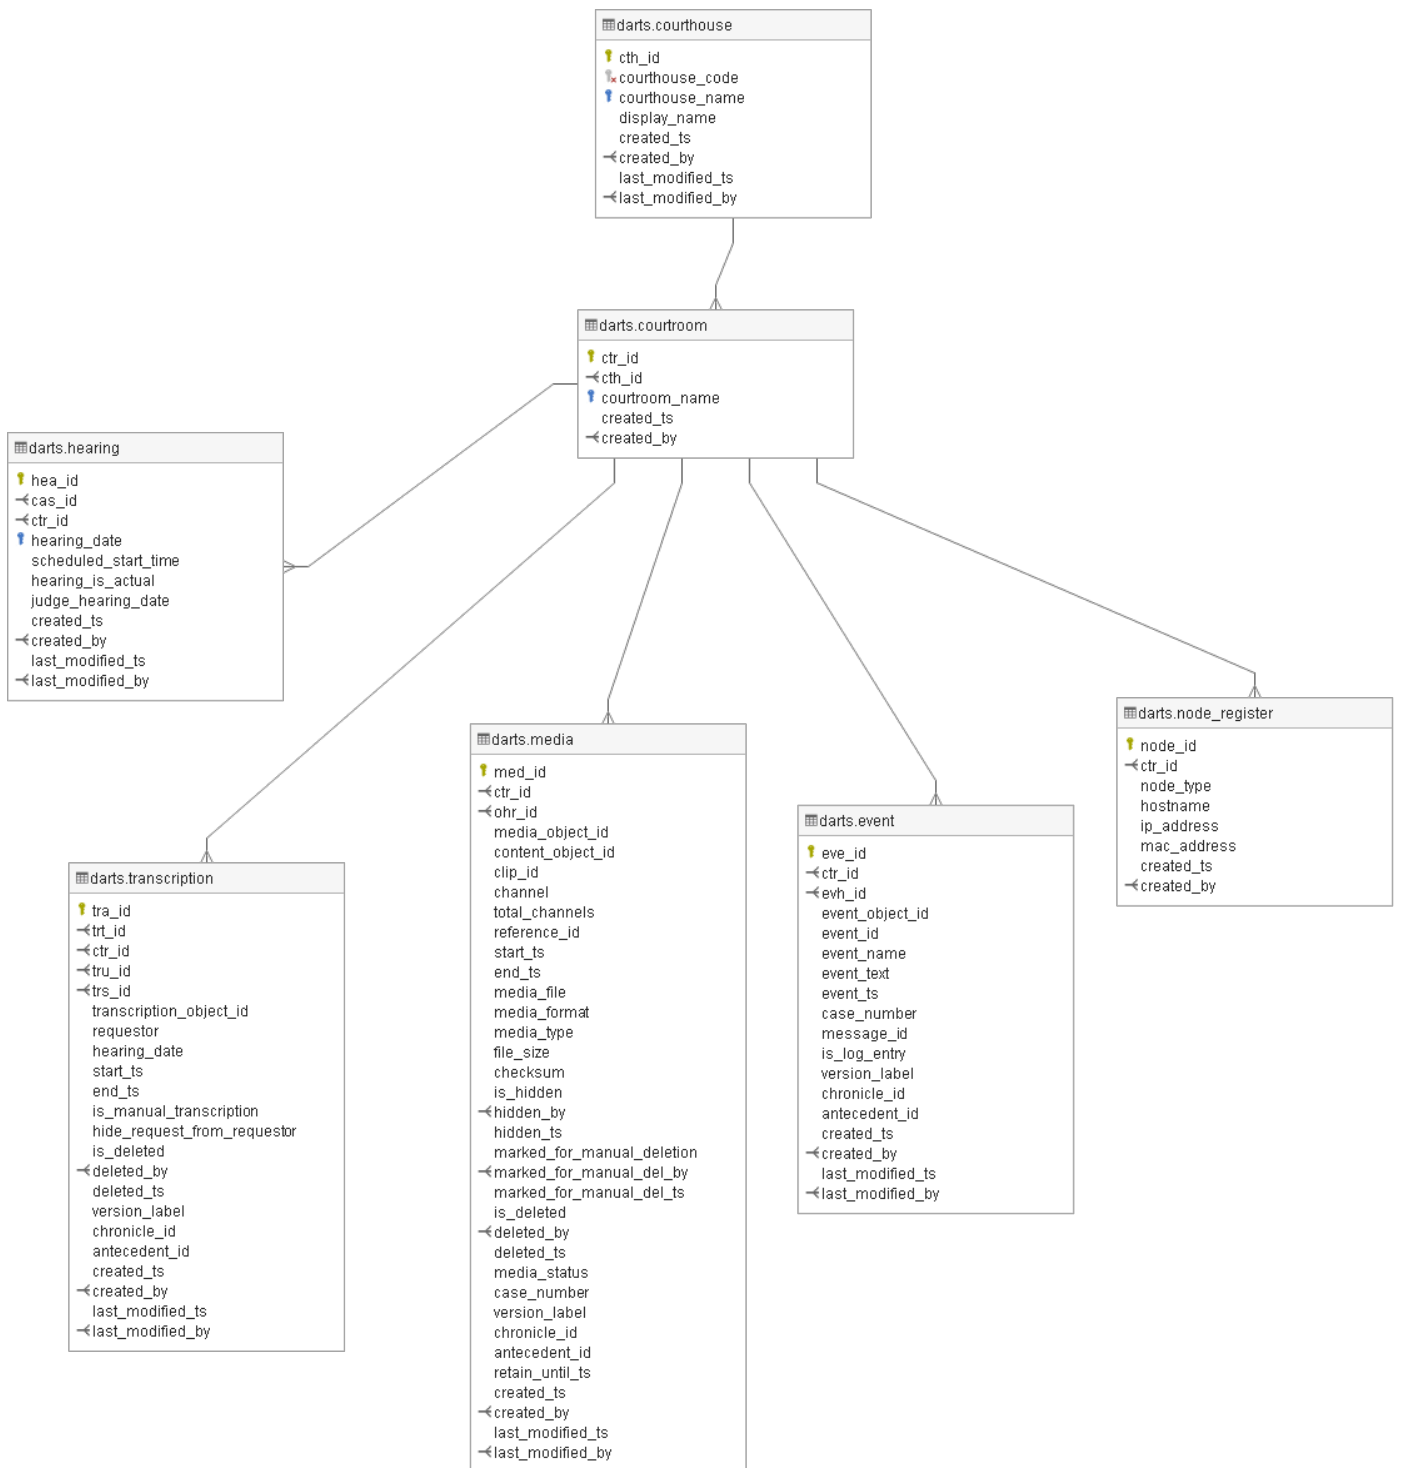 darts.courthouse
cth_id
courthouse_code
courthouse_name
display_name
created_ts
created_by
last_modified_ts
last_modified_by
darts.courtroom
ctr_id
cth_id
courtroom_name
created_ts
created_by
darts.hearing
hea_id
cas_id
ctr_id
hearing_date
scheduled_start_time
hearing_is_actual
judge_hearing_date
created_ts
created_by
last_modified_ts
last_modified_by
darts.transcription
tra_id
trt_id
ctr_id
tru_id
trs_id
transcription_object_id
requestor
hearing_date
start_ts
end_ts
is_manual_transcription
hide_request_from_requestor
is_deleted
deleted_by
deleted_ts
version_label
chronicle_id
antecedent_id
created_ts
created_by
last_modified_ts
last_modified_by
darts.media
med_id
ctr_id
ohr_id
media_object_id
content_object_id
clip_id
channel
total_channels
reference_id
start_ts
end_ts
media_file
media_format
media_type
file_size
checksum
is_hidden
hidden_by
hidden_ts
marked_for_manual_deletion
marked_for_manual_del_by
marked_for_manual_del_ts
is_deleted
deleted_by
deleted_ts
media_status
case_number
version_label
chronicle_id
antecedent_id
retain_until_ts
created_ts
created_by
last_modified_ts
last_modified_by
darts.event
eve_id
ctr_id
evh_id
event_object_id
event_id
event_name
event_text
event_ts
case_number
message_id
is_log_entry
version_label
chronicle_id
antecedent_id
created_ts
created_by
last_modified_ts
last_modified_by
darts.node_register
node_id
ctr_id
node_type
hostname
ip_address
mac_address
created_ts
created_by